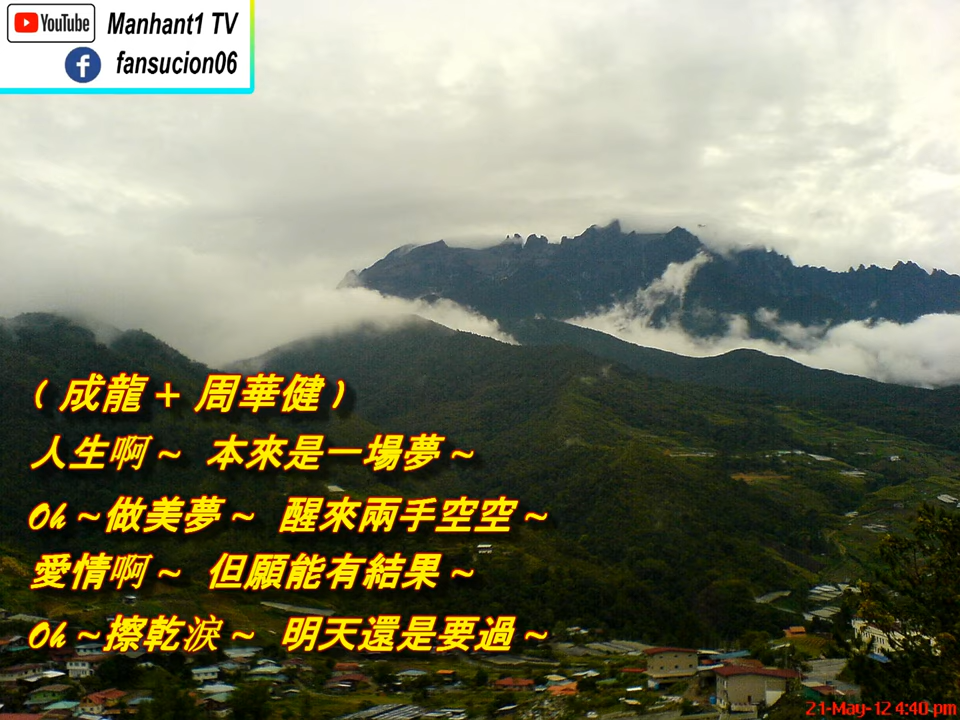 YouTube Manhant1 TV
f fansucion06
( 成龍 + 周華健 )
人生啊 ~ 本來是一場夢 ~
Oh ~做美夢 ~ 醒來兩手空空 ~
愛情啊 ~ 但願能有結果 ~
Oh ~擦乾淚 ~ 明天還是要過 ~
21-May-12 4:40 pm